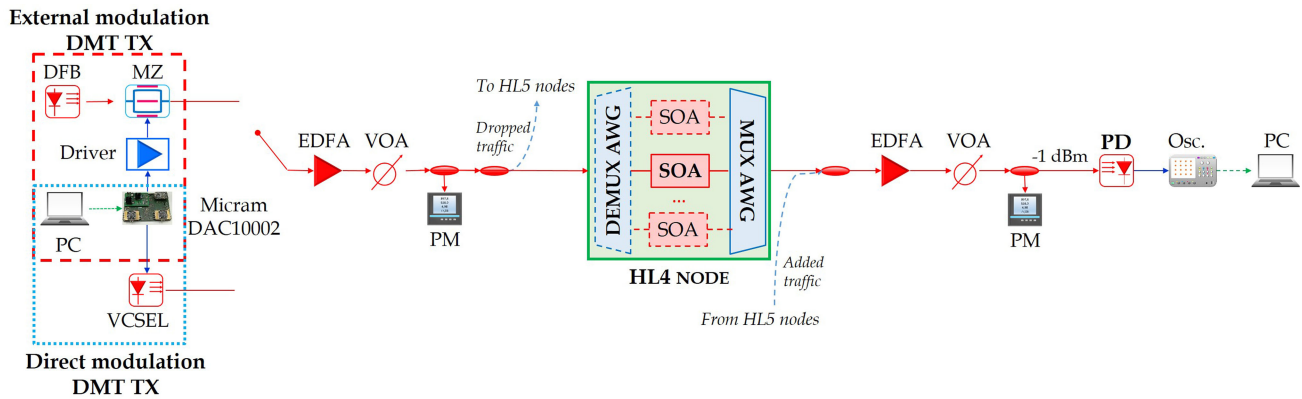 External modulation
DMT TX
DFB
MZ
Driver
PC
Micram
DAC10002
VCSEL
Direct modulation
DMT TX
EDFA
VOA
PM
To HL5 nodes
Dropped
traffic
DEMUX AWG
SOA
SOA
...
SOA
MUX AWG
HL4 NODE
Added
traffic
From HL5 nodes
EDFA
VOA
PM
-1 dBm
PD
Osc.
PC